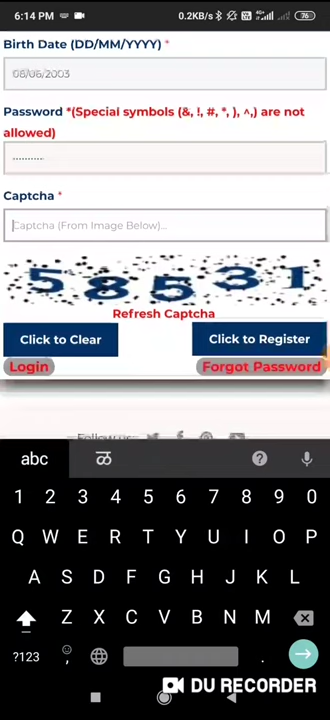 6:14 PM 0.2KB/s 76
Birth Date (DD/MM/YYYY) *
08/06/2003
Password *(Special symbols (&, !, #, *, ), ^,) are not
allowed)
Captcha *
Captcha (From Image Below)...
58531
Refresh Captcha
Click to Clear Click to Register
Login Forgot Password
Follow us
abc ಕ
1 2 3 4 5 6 7 8 9 0
Q W E R T Y U I O P
A S D F G H J K L
Z X C V B N M
?123 , .
DU RECORDER